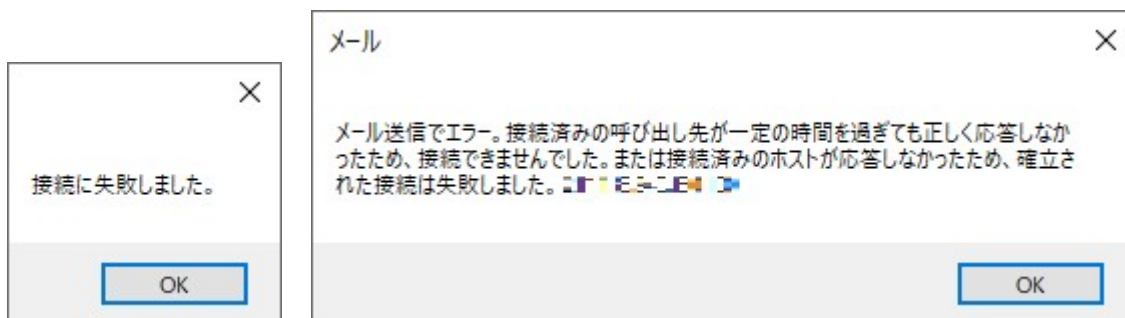 接続に失敗しました。
OK
メール
メール送信でエラー。接続済みの呼び出し先が一定の時間を過ぎても正しく応答しなか
ったため、接続できませんでした。または接続済みのホストが応答しなかったため、確立さ
れた接続は失敗しました。
OK